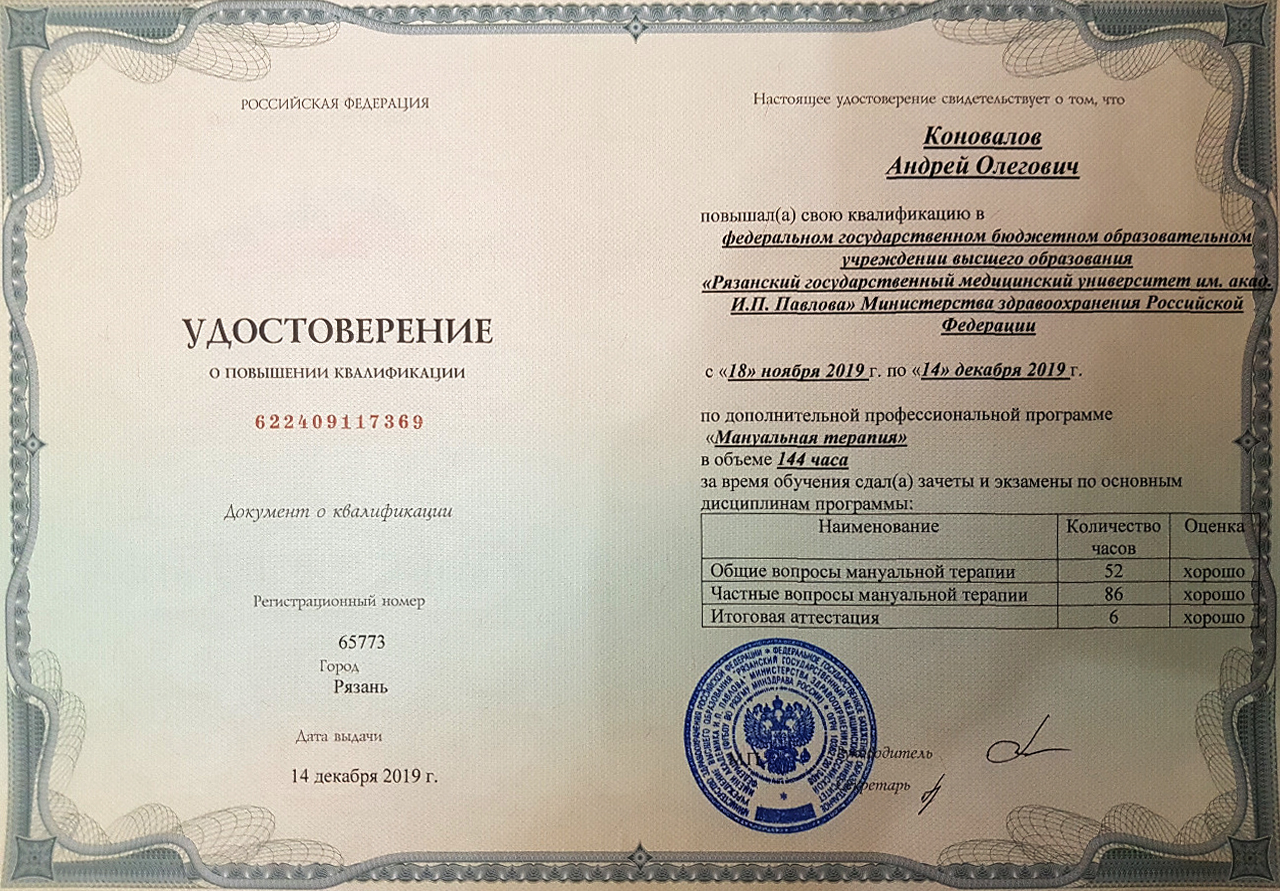 РОССИЙСКАЯ ФЕДЕРАЦИЯ
УДОСТОВЕРЕНИЕ
О ПОВЫШЕНИИ КВАЛИФИКАЦИИ
622409117369
Документ о квалификации
Регистрационный номер
65773
Город
Рязань
Дата выдачи
14 декабря 2019 г.
Настоящее удостоверение свидетельствует о том, что
Коновалов
Андрей Олегович
повышал(а) свою квалификацию в
федеральном государственном бюджетном образовательном
учреждении высшего образования
«Рязанский государственный медицинский университет им. акад.
И.П. Павлова» Министерства здравоохранения Российской
Федерации
с «18» ноября 2019 г. по «14» декабря 2019 г.
по дополнительной профессиональной программе
«Мануальная терапия»
в объеме 144 часа
за время обучения сдал(а) зачеты и экзамены по основным
дисциплинам программы:
Наименование Количество часов Оценка
Общие вопросы мануальной терапии 52 хорошо
Частные вопросы мануальной терапии 86 хорошо
Итоговая аттестация 6 хорошо
М.П.
Руководитель
Секретарь